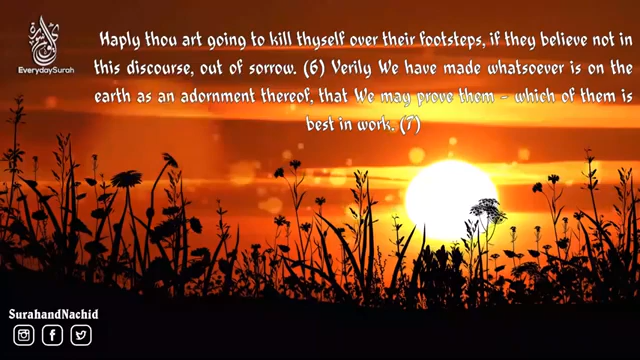 Haply thou art going to kill thyself over their footsteps, if they believe not in
this discourse, out of sorrow. (6) Verily We have made whatsoever is on the
earth as an adornment thereof, that We may prove them - which of them is
best in work. (7)
EverydaySurah
SurahandNachid